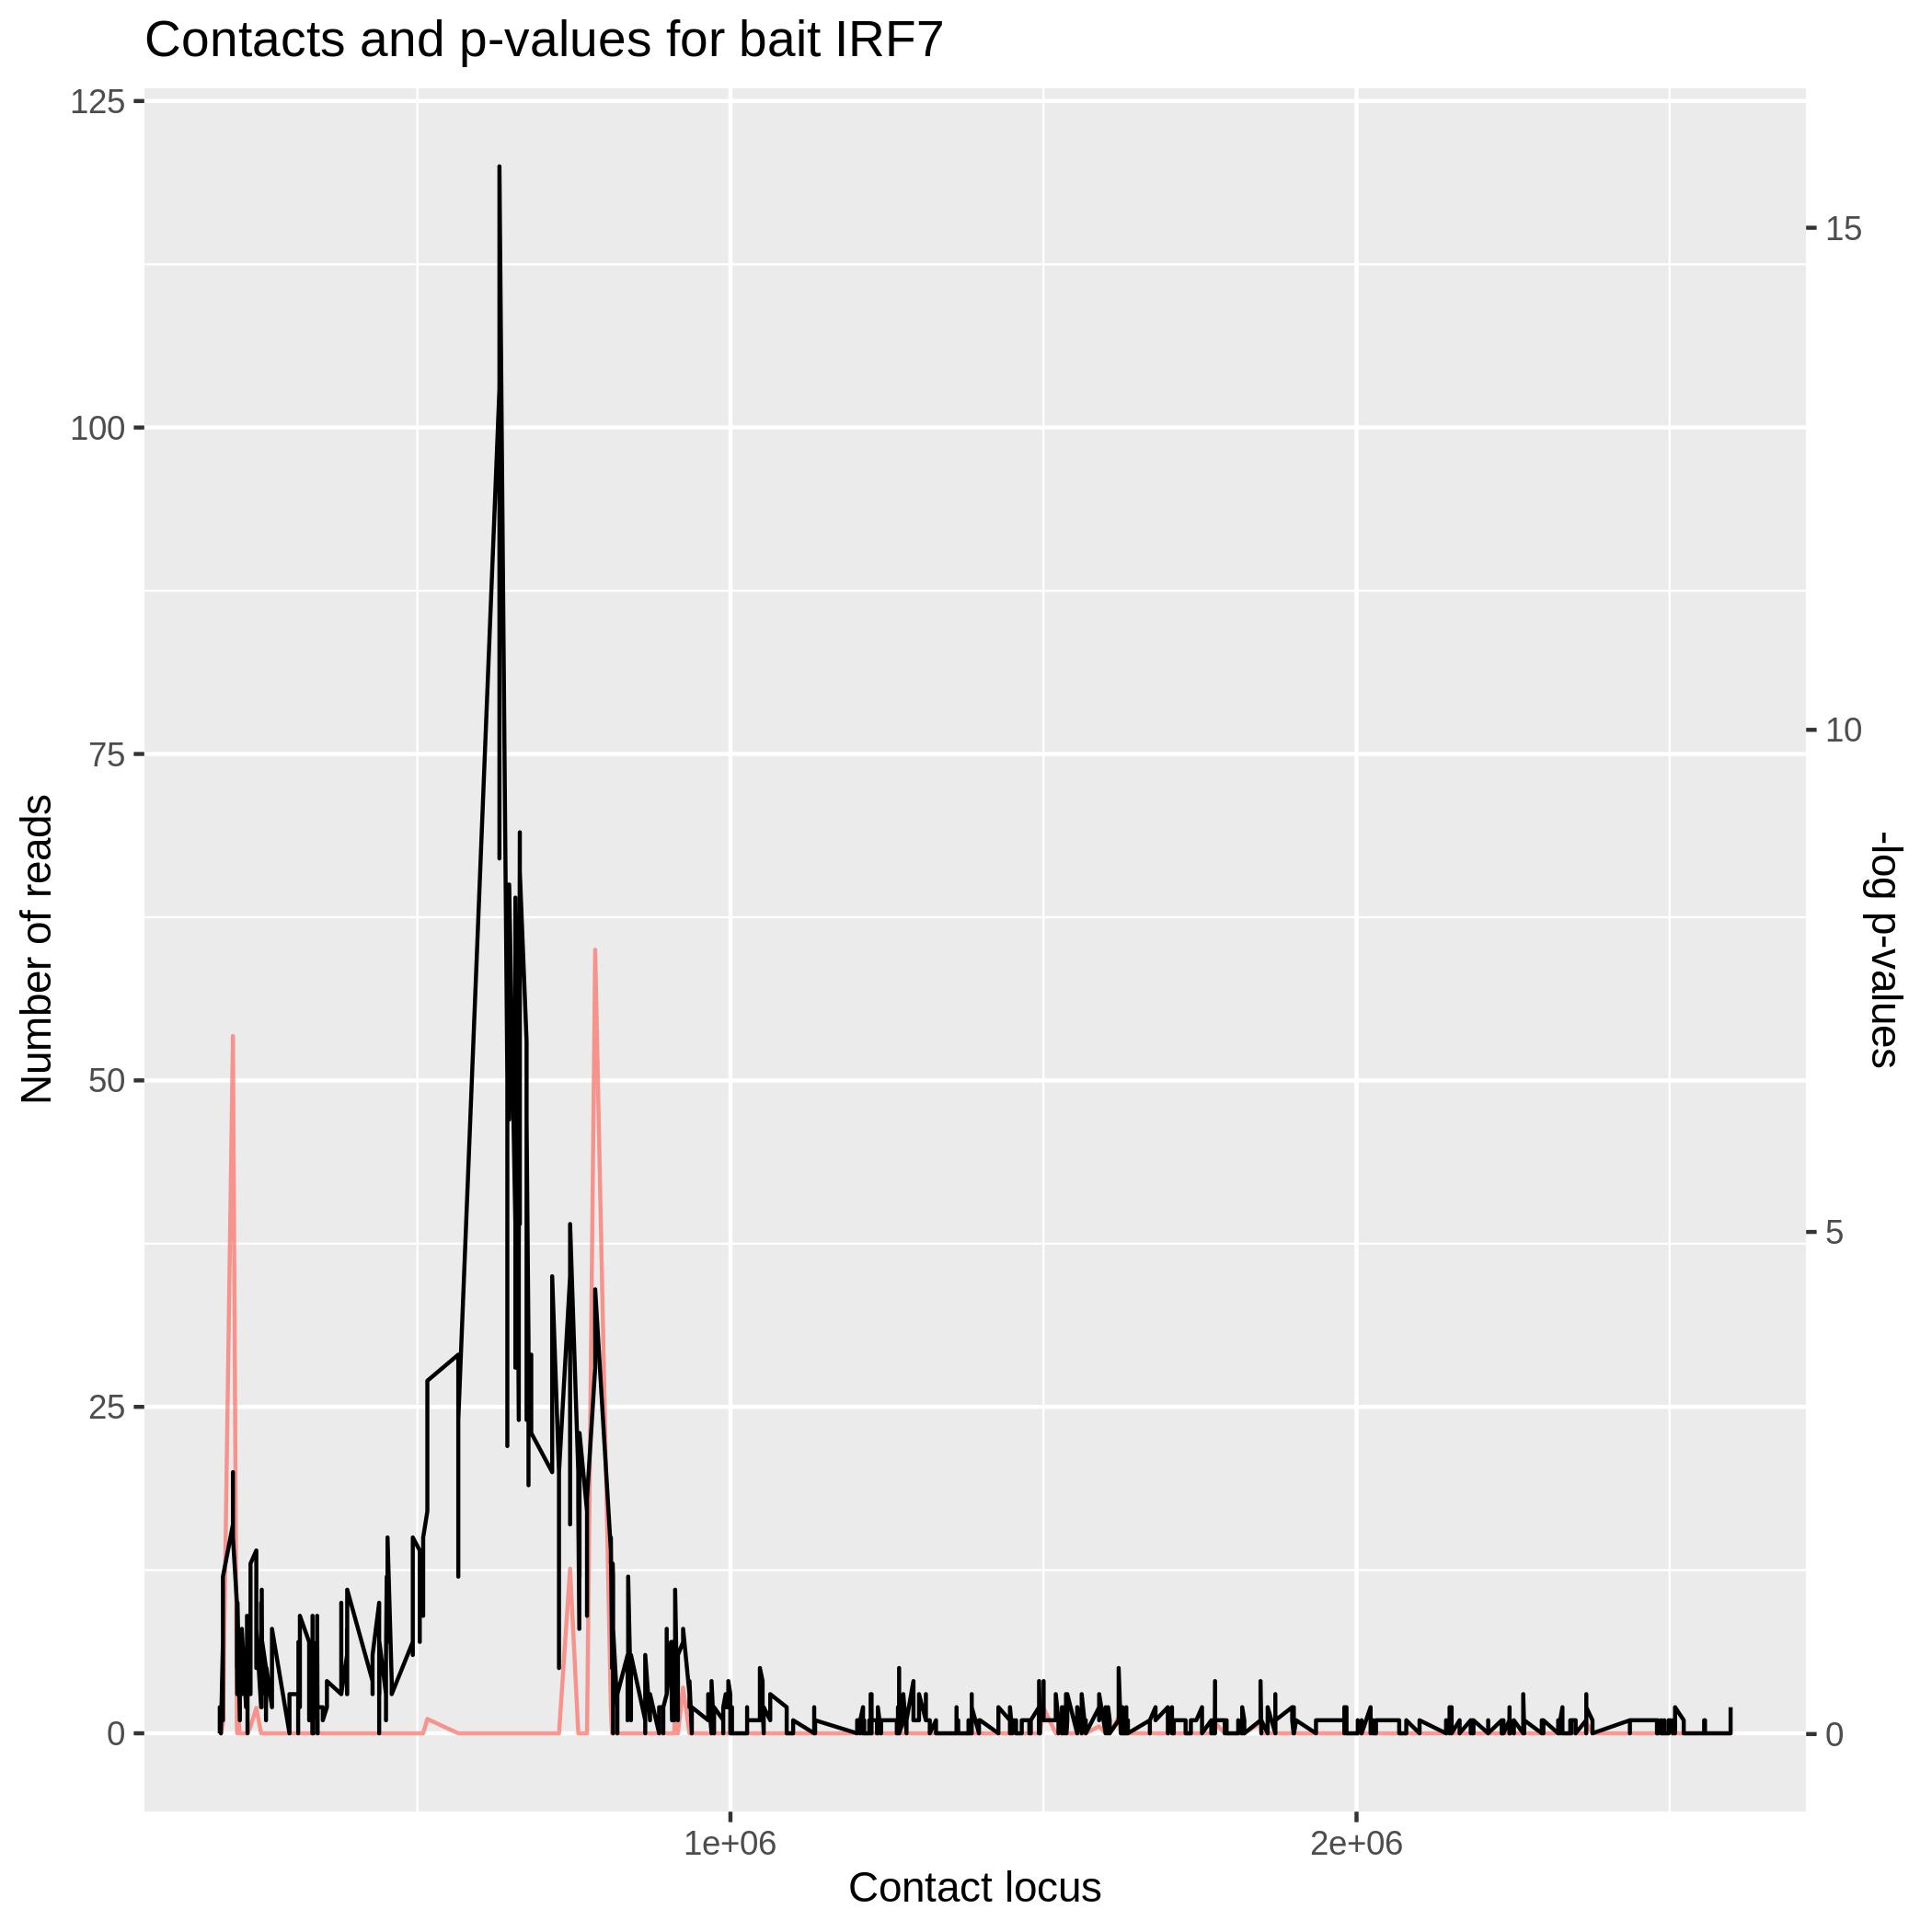 Contacts and p-values for bait IRF7
125
100
75
50
25
0
Number of reads
15
10
5
0
-log p-values
1e+06
2e+06
Contact locus